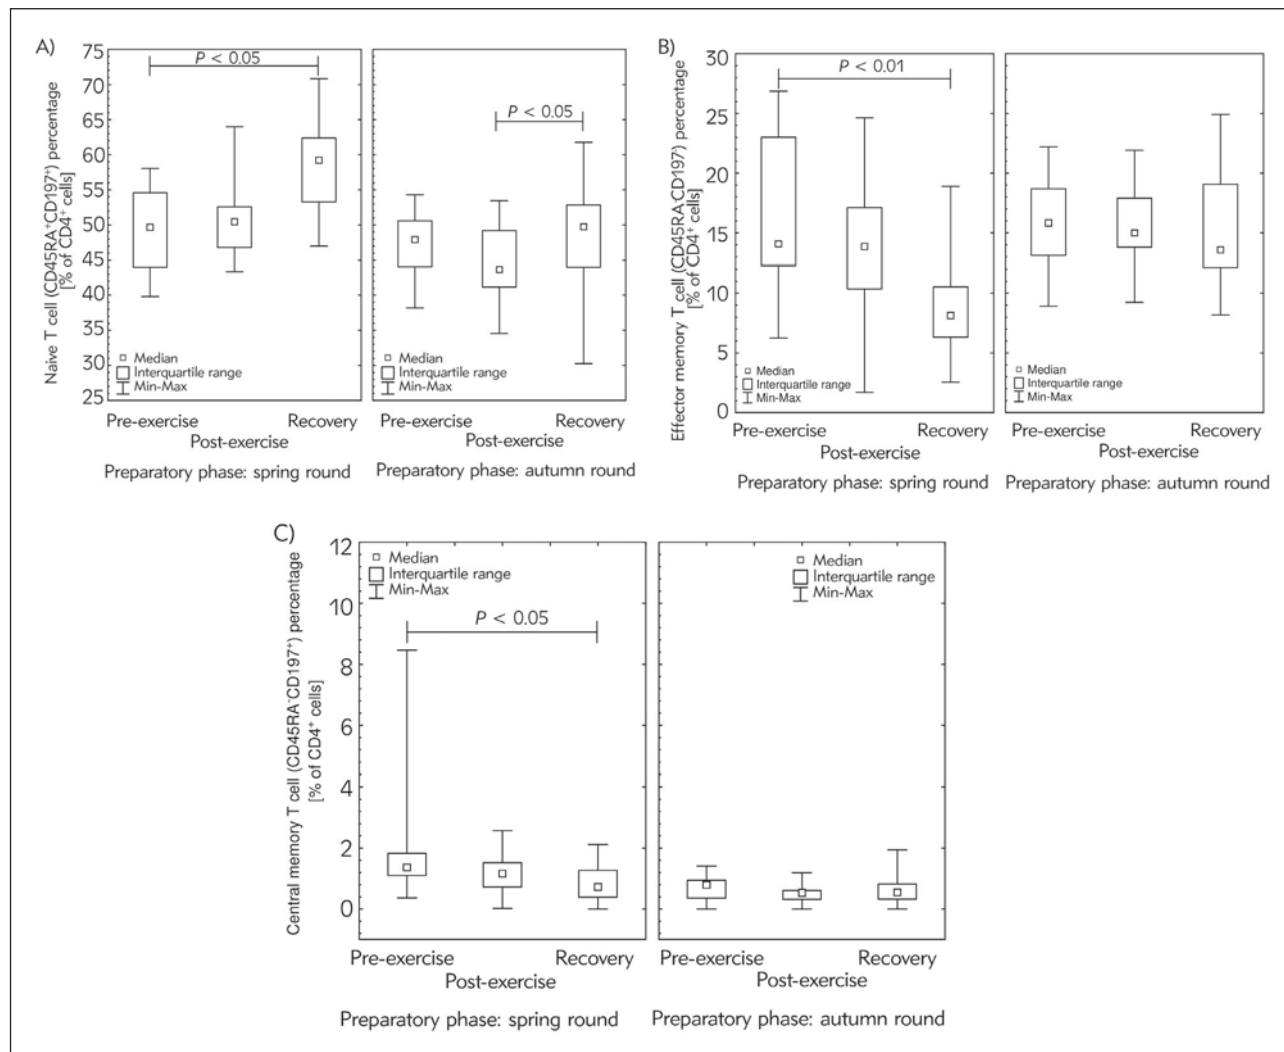 A)
Naive T cell (CD45RA⁺CD197⁺) percentage
[% of CD4⁺ cells]
75
70
65
60
55
50
45
40
35
30
25
P < 0.05
P < 0.05
Median
Interquartile range
Min-Max
Median
Interquartile range
Min-Max
Pre-exercise
Recovery
Post-exercise
Pre-exercise
Recovery
Post-exercise
Preparatory phase: spring round
Preparatory phase: autumn round
B)
Effector memory T cell (CD45RA⁻CD197⁻) percentage
[% of CD4⁺ cells]
30
25
20
15
10
5
0
P < 0.01
Median
Interquartile range
Min-Max
Median
Interquartile range
Min-Max
Pre-exercise
Recovery
Post-exercise
Pre-exercise
Recovery
Post-exercise
Preparatory phase: spring round
Preparatory phase: autumn round
C)
Central memory T cell (CD45RA⁻CD197⁺) percentage
[% of CD4⁺ cells]
12
10
8
6
4
2
0
Median
Interquartile range
Min-Max
P < 0.05
Median
Interquartile range
Min-Max
Pre-exercise
Recovery
Post-exercise
Pre-exercise
Recovery
Post-exercise
Preparatory phase: spring round
Preparatory phase: autumn round